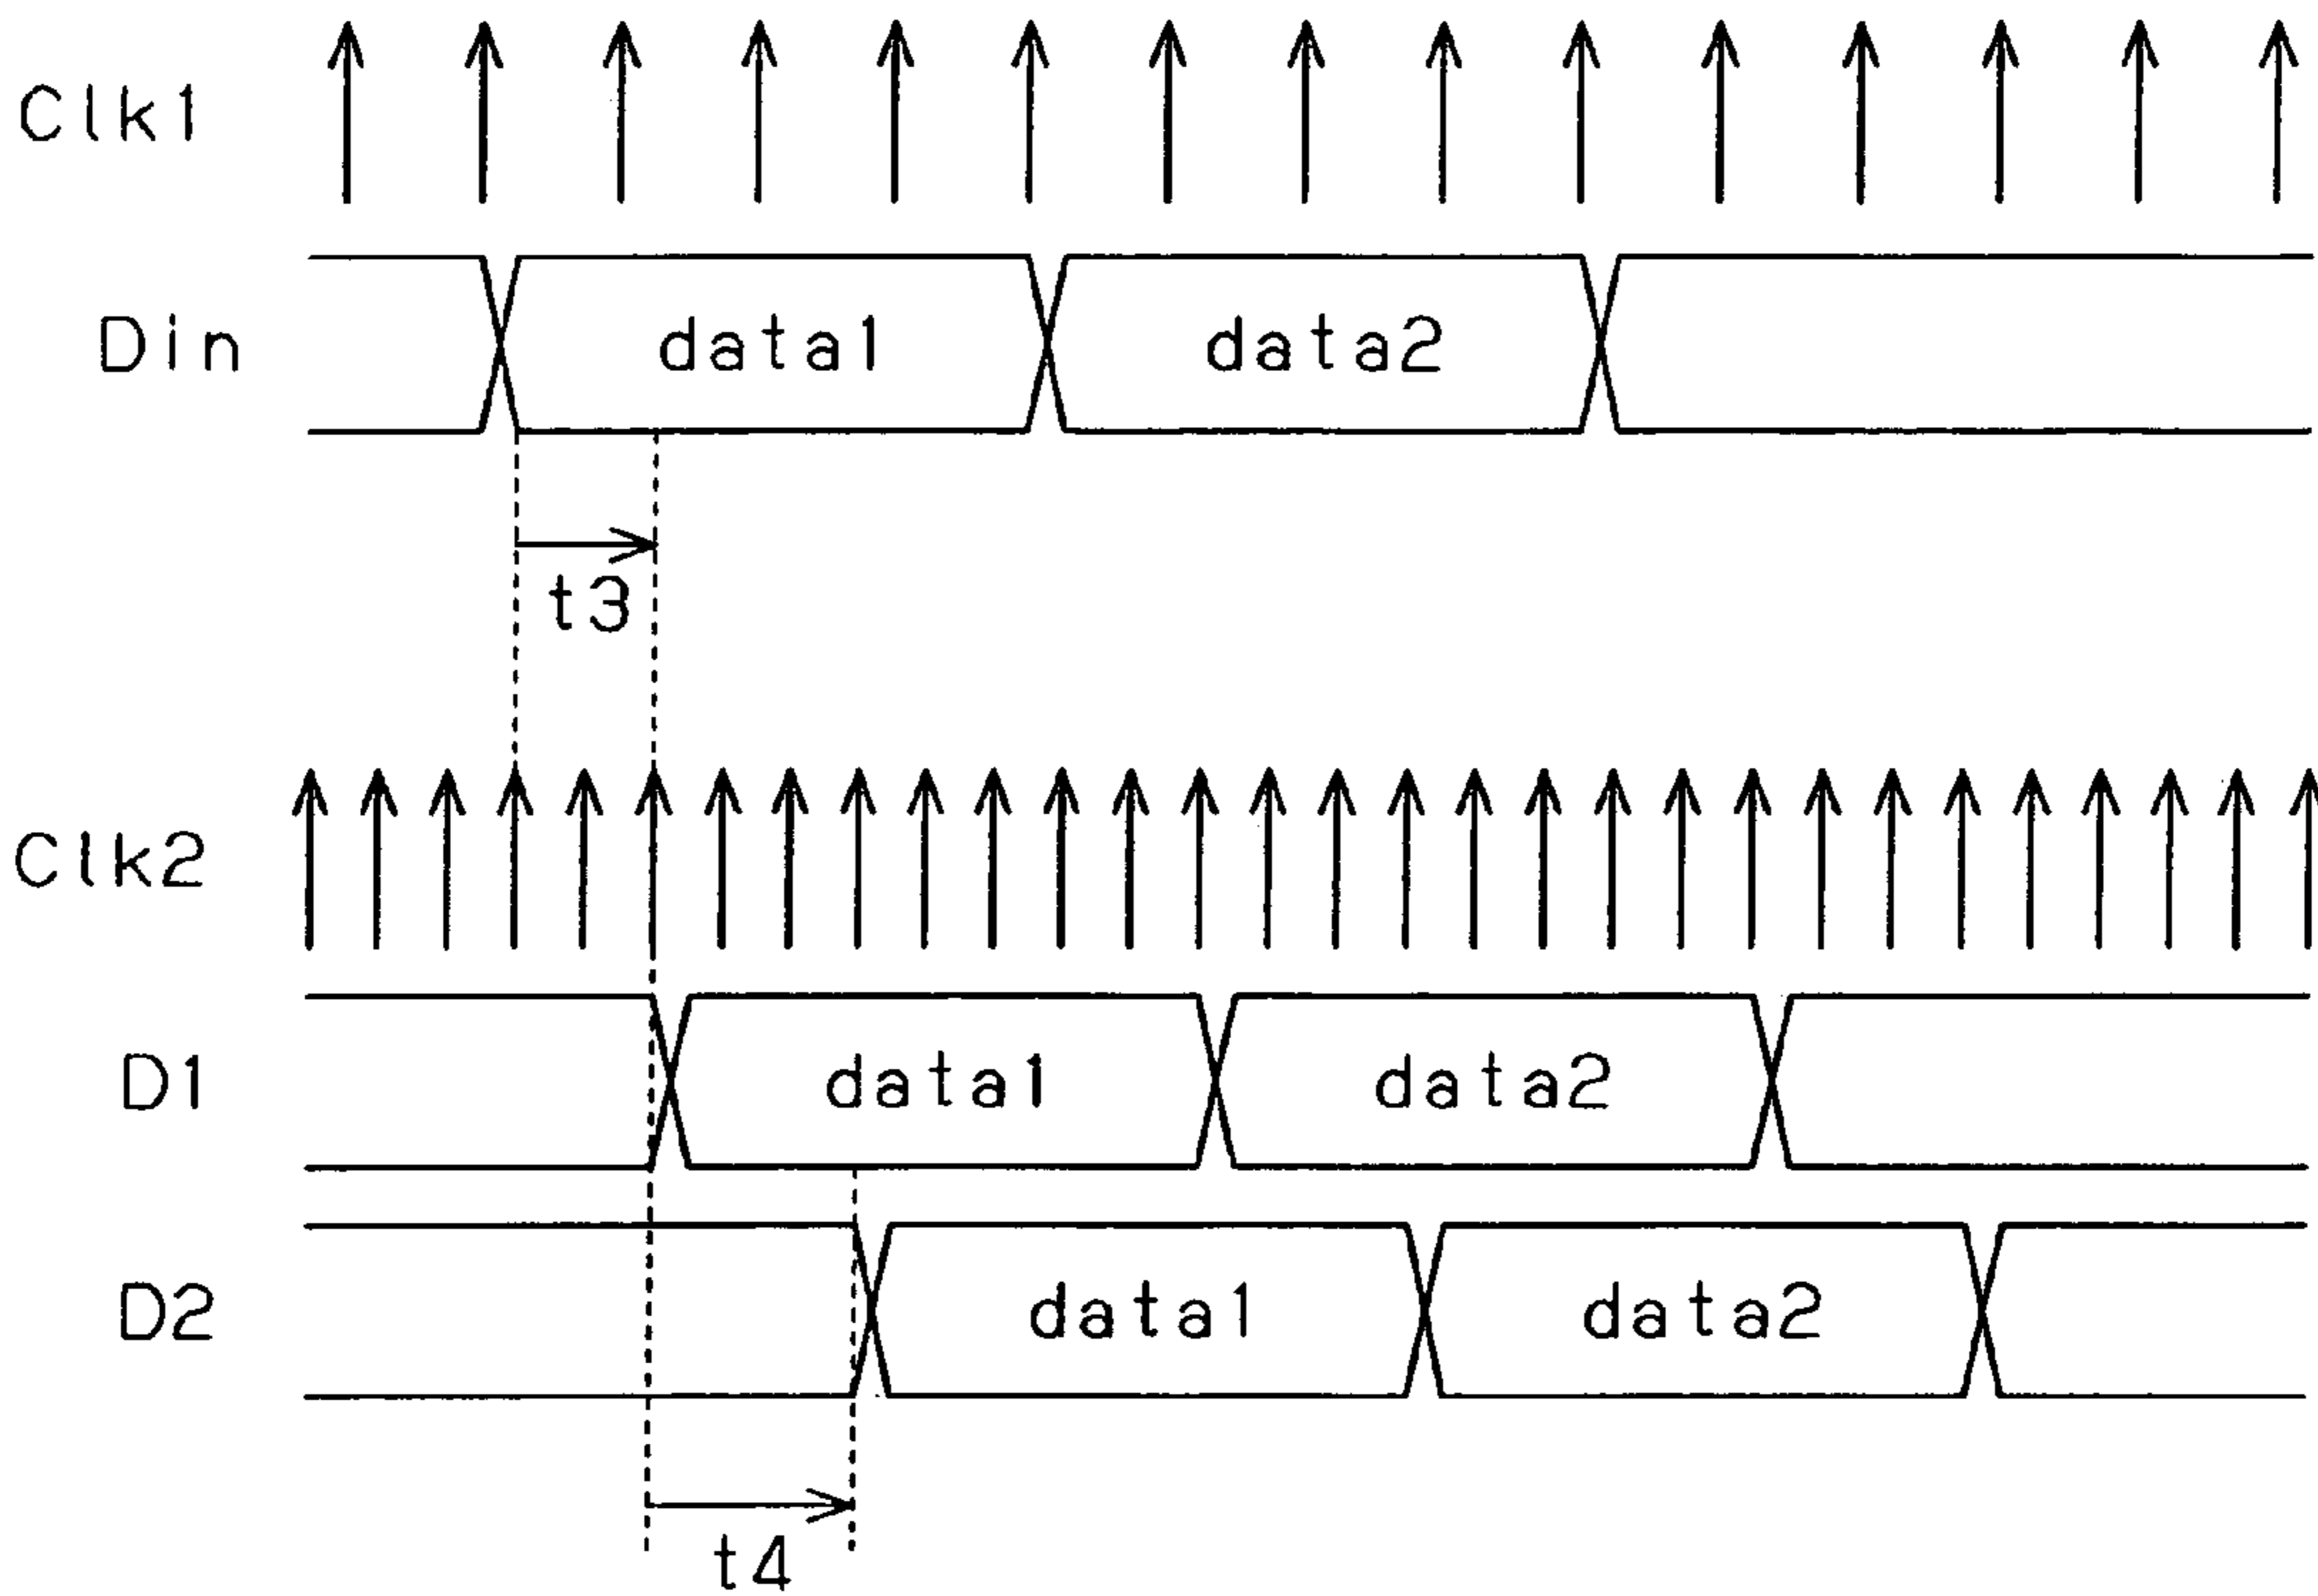 Clk1
Din data1 data2
t3
Clk2
D1 data1 data2
D2 data1 data2
t4